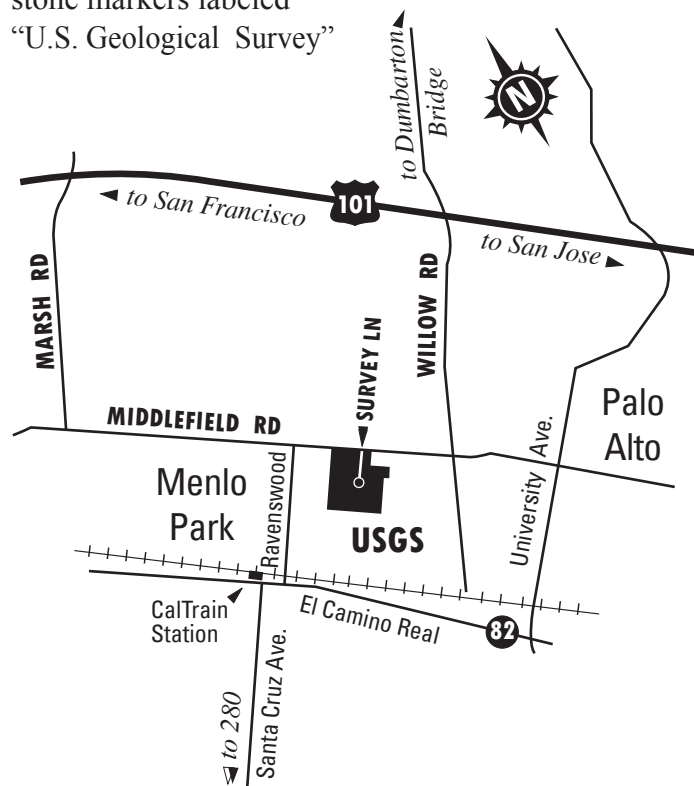 stone markers labeled
“U.S. Geological Survey”
to Dumbarton
Bridge
N
to San Francisco
101
to San Jose
MARSH RD
WILLOW RD
SURVEY LN
MIDDLEFIELD RD
Palo
Alto
Menlo
Park
Ravenswood
USGS
University Ave.
CalTrain
Station
El Camino Real
82
Santa Cruz Ave.
to 280